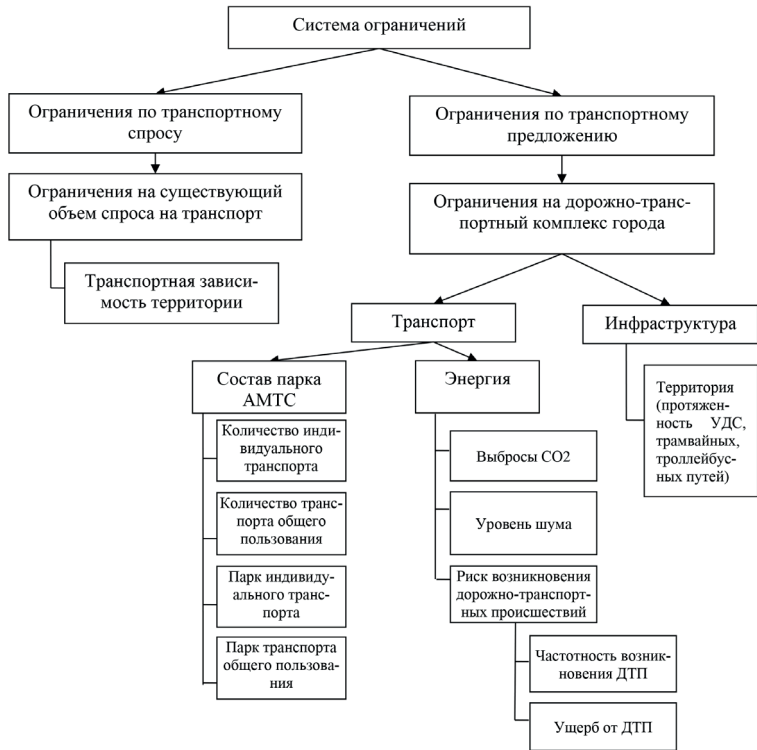 Система ограничений
Ограничения по транспортному
спросу
Ограничения по транспортному
предложению
Ограничения на существующий
объем спроса на транспорт
Ограничения на дорожно-транс-
портный комплекс города
Транспортная зависи-
мость территории
Транспорт
Инфраструктура
Состав парка
АМТС
Энергия
Территория
(протяжен-
ность УДС,
трамвайных,
троллейбус-
ных путей)
Количество инди-
видуального
транспорта
Количество транс-
порта общего
пользования
Парк индивиду-
ального транс-
порта
Парк транспорта
общего пользова-
ния
Выбросы СО2
Уровень шума
Риск возникновения
дорожно-транспорт-
ных происшествий
Частотность возник-
новения ДТП
Ущерб от ДТП